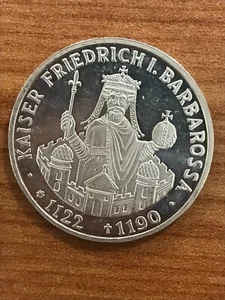 · KAISER FRIEDRICH I. BARBAROSSA ·
* 1122 † 1190